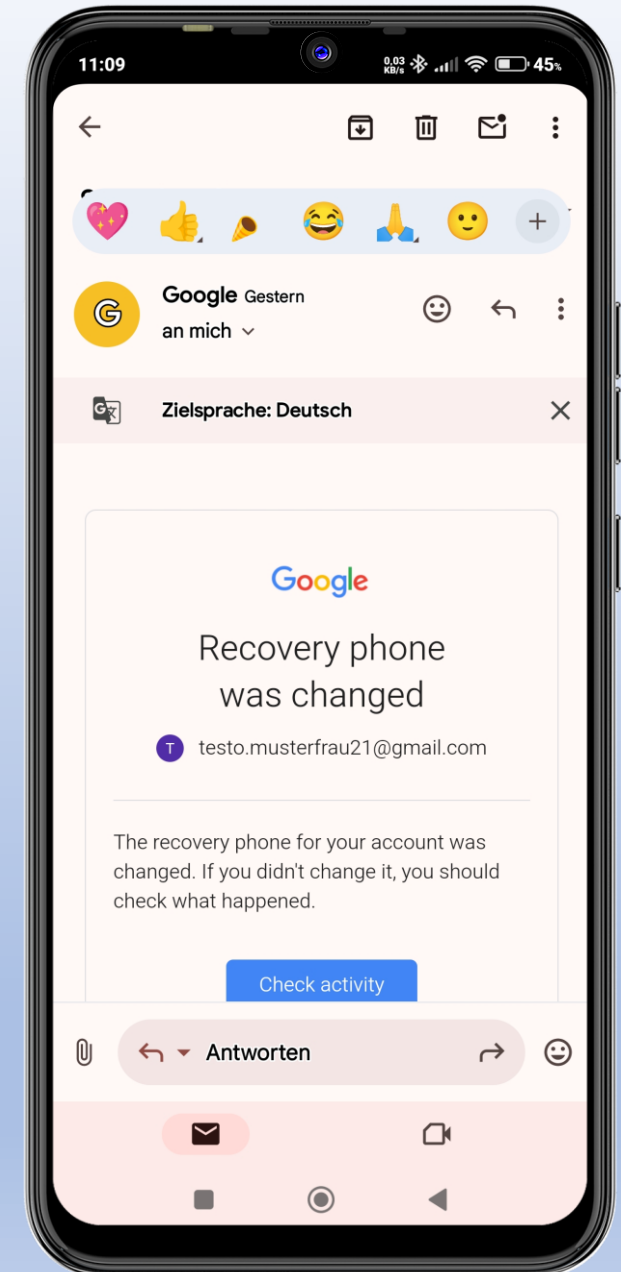 11:09
0,03
KB/s
45%
Google Gestern
an mich
Zielsprache: Deutsch
Google
Recovery phone
was changed
T testo.musterfrau21@gmail.com
The recovery phone for your account was
changed. If you didn't change it, you should
check what happened.
Check activity
Antworten